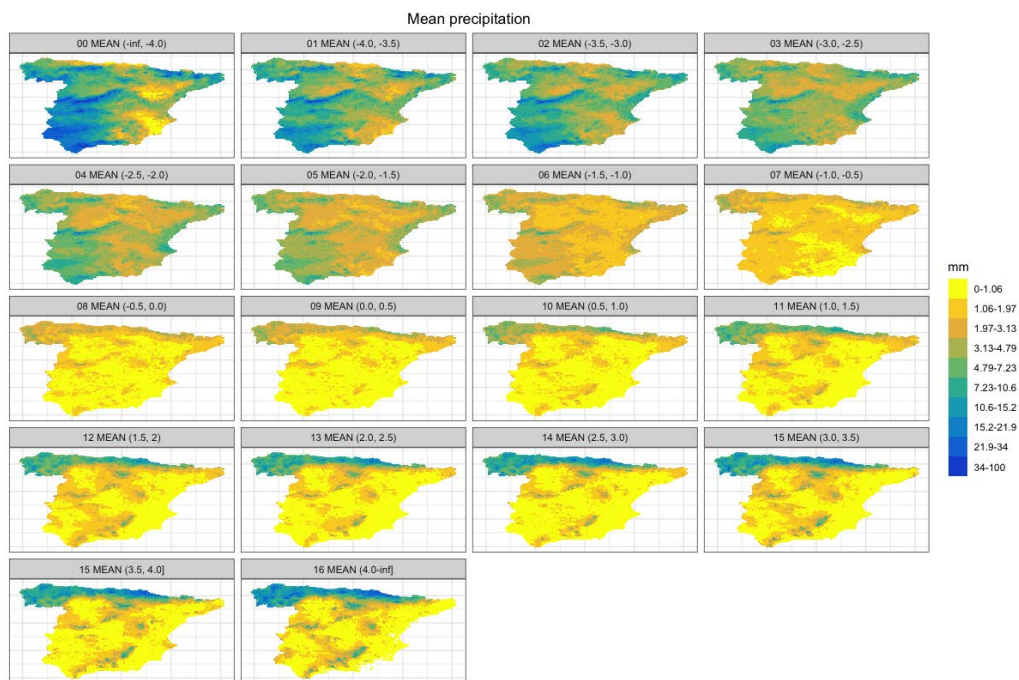 Mean precipitation
00 MEAN (-inf, -4.0)
01 MEAN (-4.0, -3.5)
02 MEAN (-3.5, -3.0)
03 MEAN (-3.0, -2.5)
04 MEAN (-2.5, -2.0)
05 MEAN (-2.0, -1.5)
06 MEAN (-1.5, -1.0)
07 MEAN (-1.0, -0.5)
08 MEAN (-0.5, 0.0)
09 MEAN (0.0, 0.5)
10 MEAN (0.5, 1.0)
11 MEAN (1.0, 1.5)
12 MEAN (1.5, 2)
13 MEAN (2.0, 2.5)
14 MEAN (2.5, 3.0)
15 MEAN (3.0, 3.5)
15 MEAN (3.5, 4.0]
16 MEAN (4.0-inf]
mm
0-1.06
1.06-1.97
1.97-3.13
3.13-4.79
4.79-7.23
7.23-10.6
10.6-15.2
15.2-21.9
21.9-34
34-100